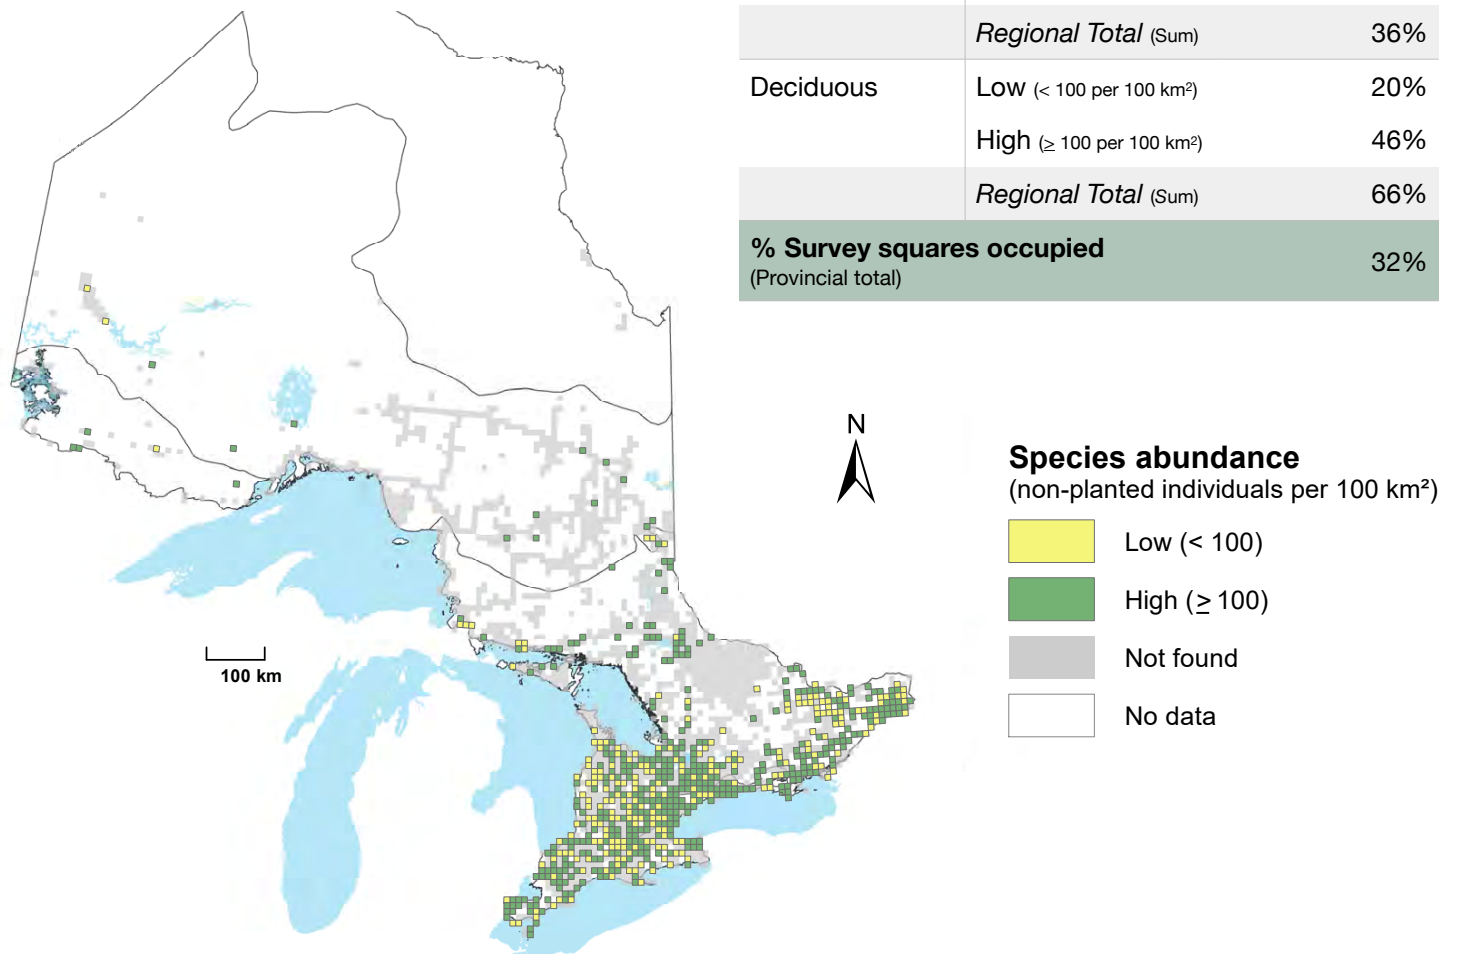 Regional Total (Sum) 36%
Deciduous Low (< 100 per 100 km²) 20%
High (≥ 100 per 100 km²) 46%
Regional Total (Sum) 66%
% Survey squares occupied
(Provincial total) 32%
N
Species abundance
(non-planted individuals per 100 km²)
Low (< 100)
High (≥ 100)
Not found
No data
100 km